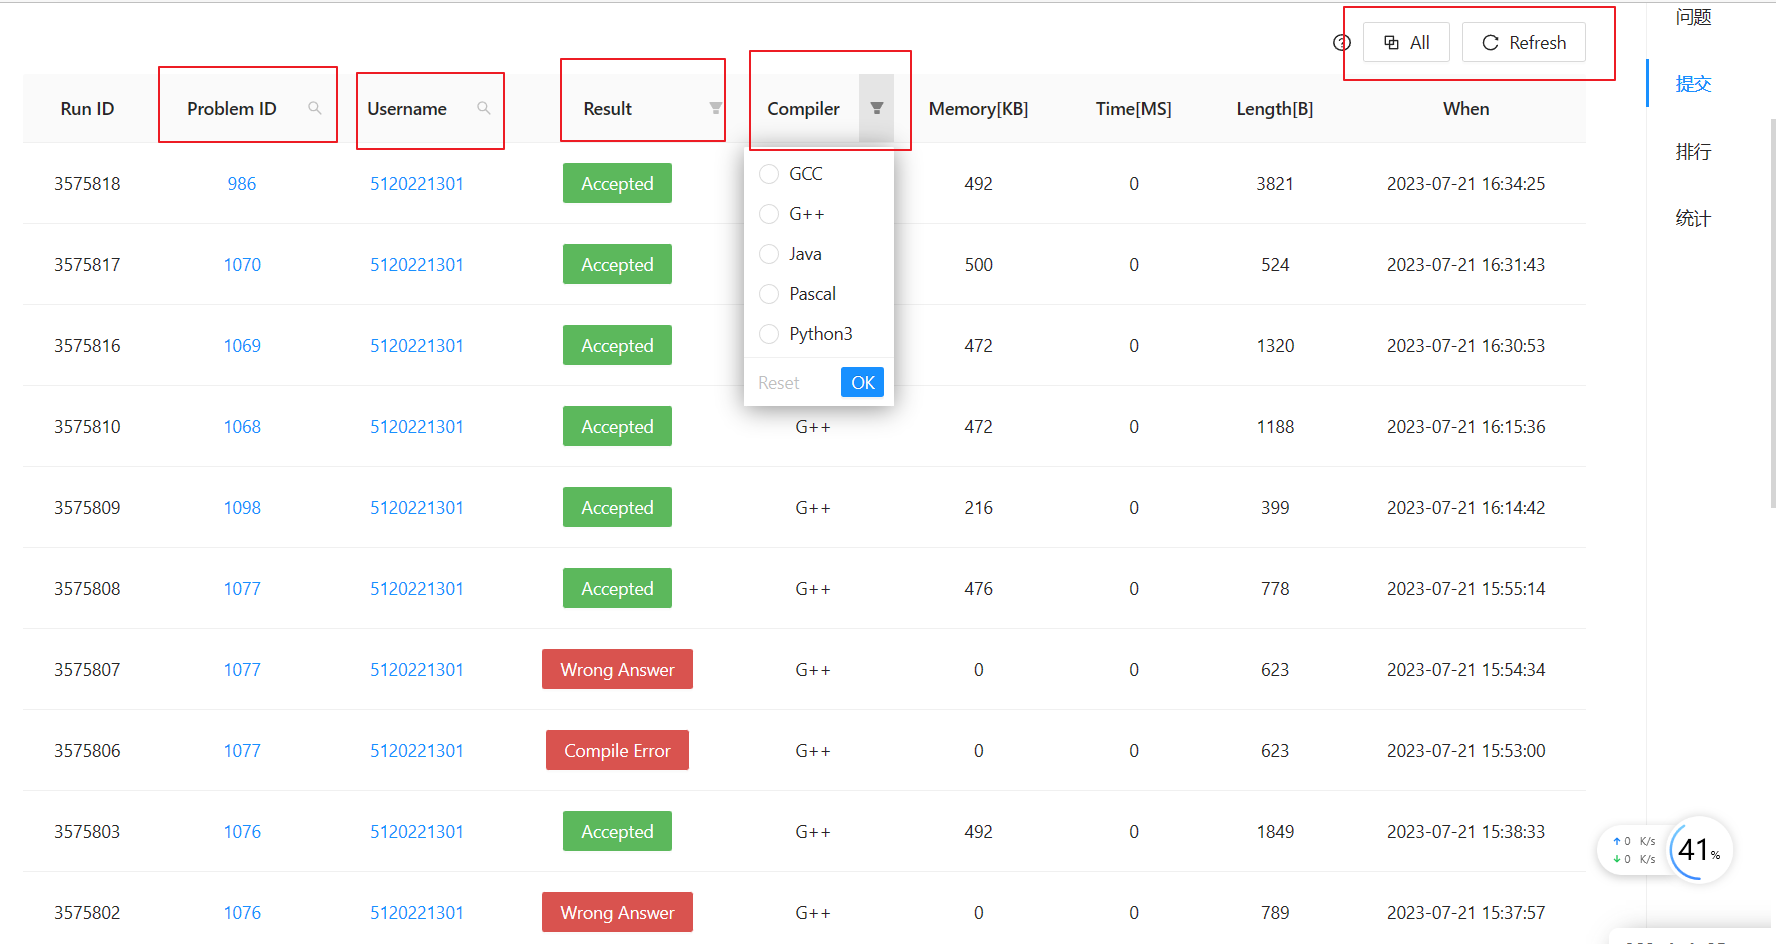 问题
All Refresh
提交
Run ID Problem ID Username Result Compiler Memory[KB] Time[MS] Length[B] When
排行
3575818 986 5120221301 Accepted GCC 492 0 3821 2023-07-21 16:34:25
G++
统计
3575817 1070 5120221301 Accepted Java 500 0 524 2023-07-21 16:31:43
Pascal
3575816 1069 5120221301 Accepted Python3 472 0 1320 2023-07-21 16:30:53
Reset OK
3575810 1068 5120221301 Accepted G++ 472 0 1188 2023-07-21 16:15:36
3575809 1098 5120221301 Accepted G++ 216 0 399 2023-07-21 16:14:42
3575808 1077 5120221301 Accepted G++ 476 0 778 2023-07-21 15:55:14
3575807 1077 5120221301 Wrong Answer G++ 0 0 623 2023-07-21 15:54:34
3575806 1077 5120221301 Compile Error G++ 0 0 623 2023-07-21 15:53:00
3575803 1076 5120221301 Accepted G++ 492 0 1849 2023-07-21 15:38:33
↑ 0 K/s
41%
↓ 0 K/s
3575802 1076 5120221301 Wrong Answer G++ 0 0 789 2023-07-21 15:37:57